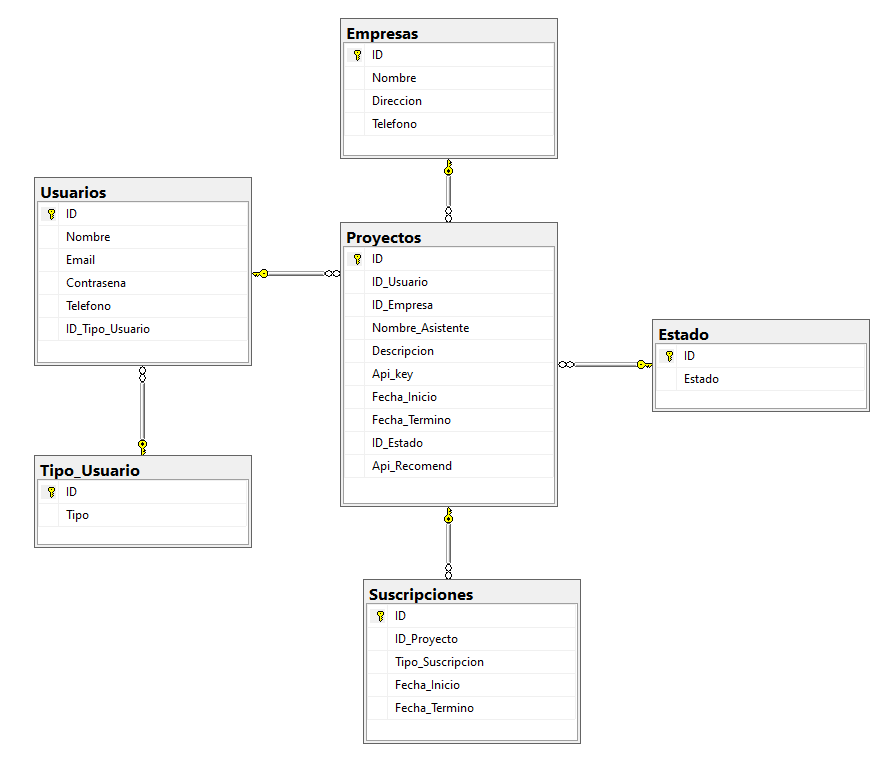 Empresas
ID
Nombre
Direccion
Telefono
Usuarios
ID
Nombre
Email
Contrasena
Telefono
ID_Tipo_Usuario
Proyectos
ID
ID_Usuario
ID_Empresa
Nombre_Asistente
Descripcion
Api_key
Fecha_Inicio
Fecha_Termino
ID_Estado
Api_Recomend
Estado
ID
Estado
Tipo_Usuario
ID
Tipo
Suscripciones
ID
ID_Proyecto
Tipo_Suscripcion
Fecha_Inicio
Fecha_Termino